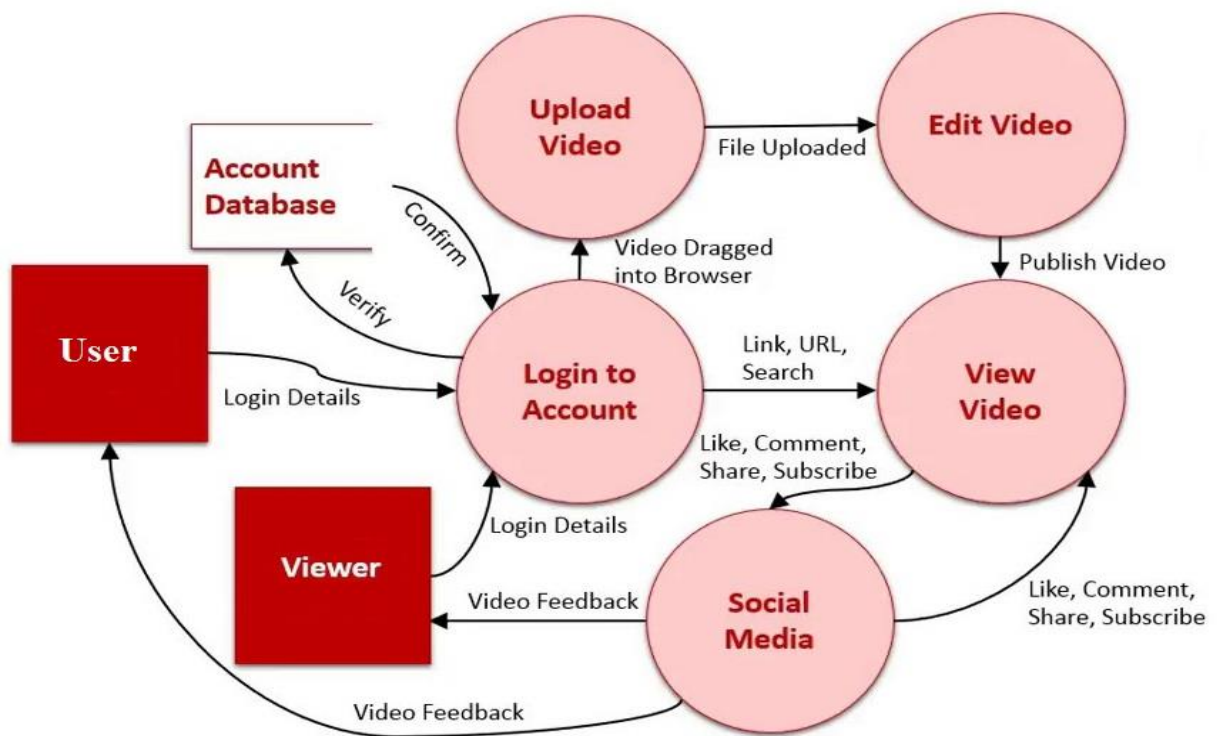 Upload
Video
Edit Video
File Uploaded
Account
Database
Confirm
Verify
Video Dragged
into Browser
Publish Video
User
Login Details
Login to
Account
Link, URL,
Search
View
Video
Like, Comment,
Share, Subscribe
Viewer
Login Details
Video Feedback
Social
Media
Like, Comment,
Share, Subscribe
Video Feedback